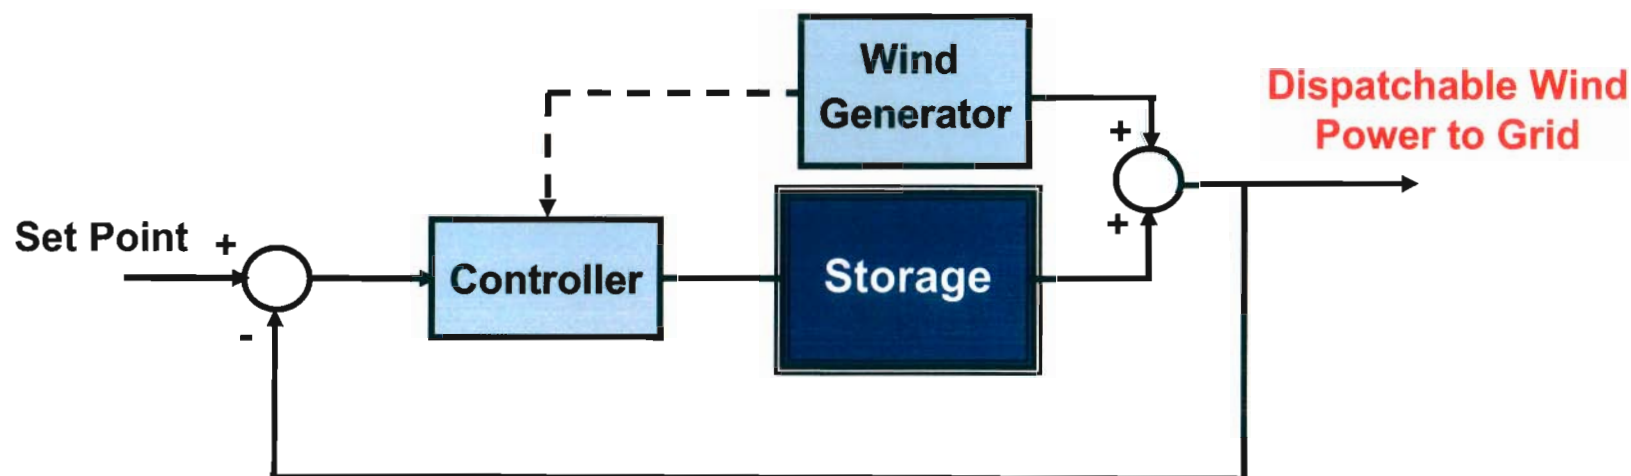 Wind
Generator
Dispatchable Wind
Power to Grid
+
+
Set Point +
Controller
Storage
-